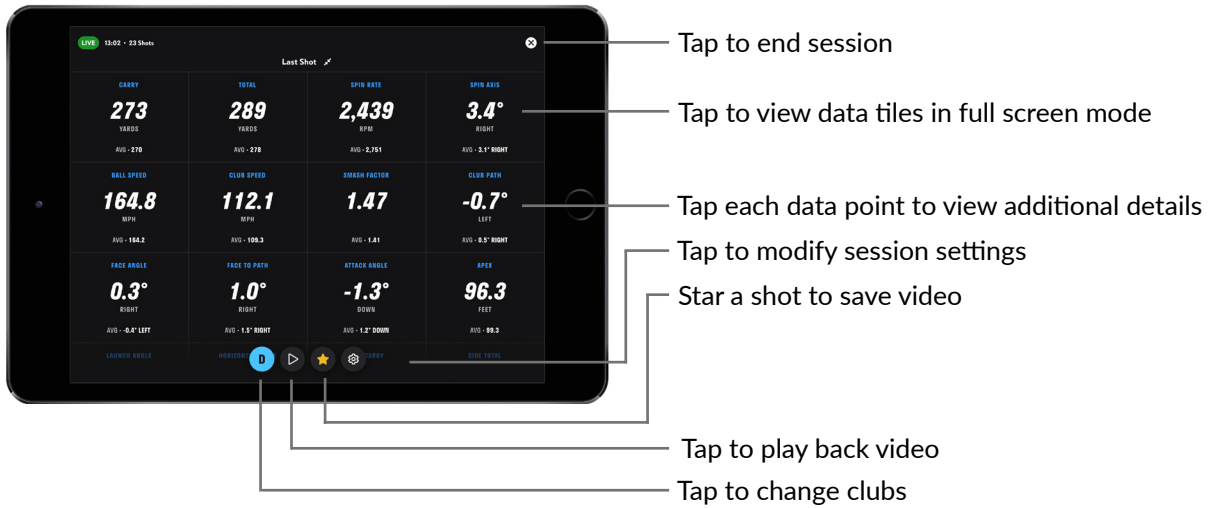 LIVE 13:02 • 23 Shots
Last Shot
CARRY TOTAL SPIN RATE SPIN AXIS
273 289 2,439 3.4°
YARDS YARDS RPM RIGHT
AVG • 270 AVG • 278 AVG • 2,751 AVG • 3.1° RIGHT
BALL SPEED CLUB SPEED SMASH FACTOR CLUB PATH
164.8 112.1 1.47 -0.7°
MPH MPH LEFT
AVG • 164.2 AVG • 109.3 AVG • 1.41 AVG • 0.5° RIGHT
FACE ANGLE FACE TO PATH ATTACK ANGLE APEX
0.3° 1.0° -1.3° 96.3
RIGHT RIGHT DOWN FEET
AVG • -0.4° LEFT AVG • 1.5° RIGHT AVG • 1.2° DOWN AVG • 99.3
LAUNCH ANGLE CARRY SIDE TOTAL
D
Tap to end session
Tap to view data tiles in full screen mode
Tap each data point to view additional details
Tap to modify session settings
Star a shot to save video
Tap to play back video
Tap to change clubs